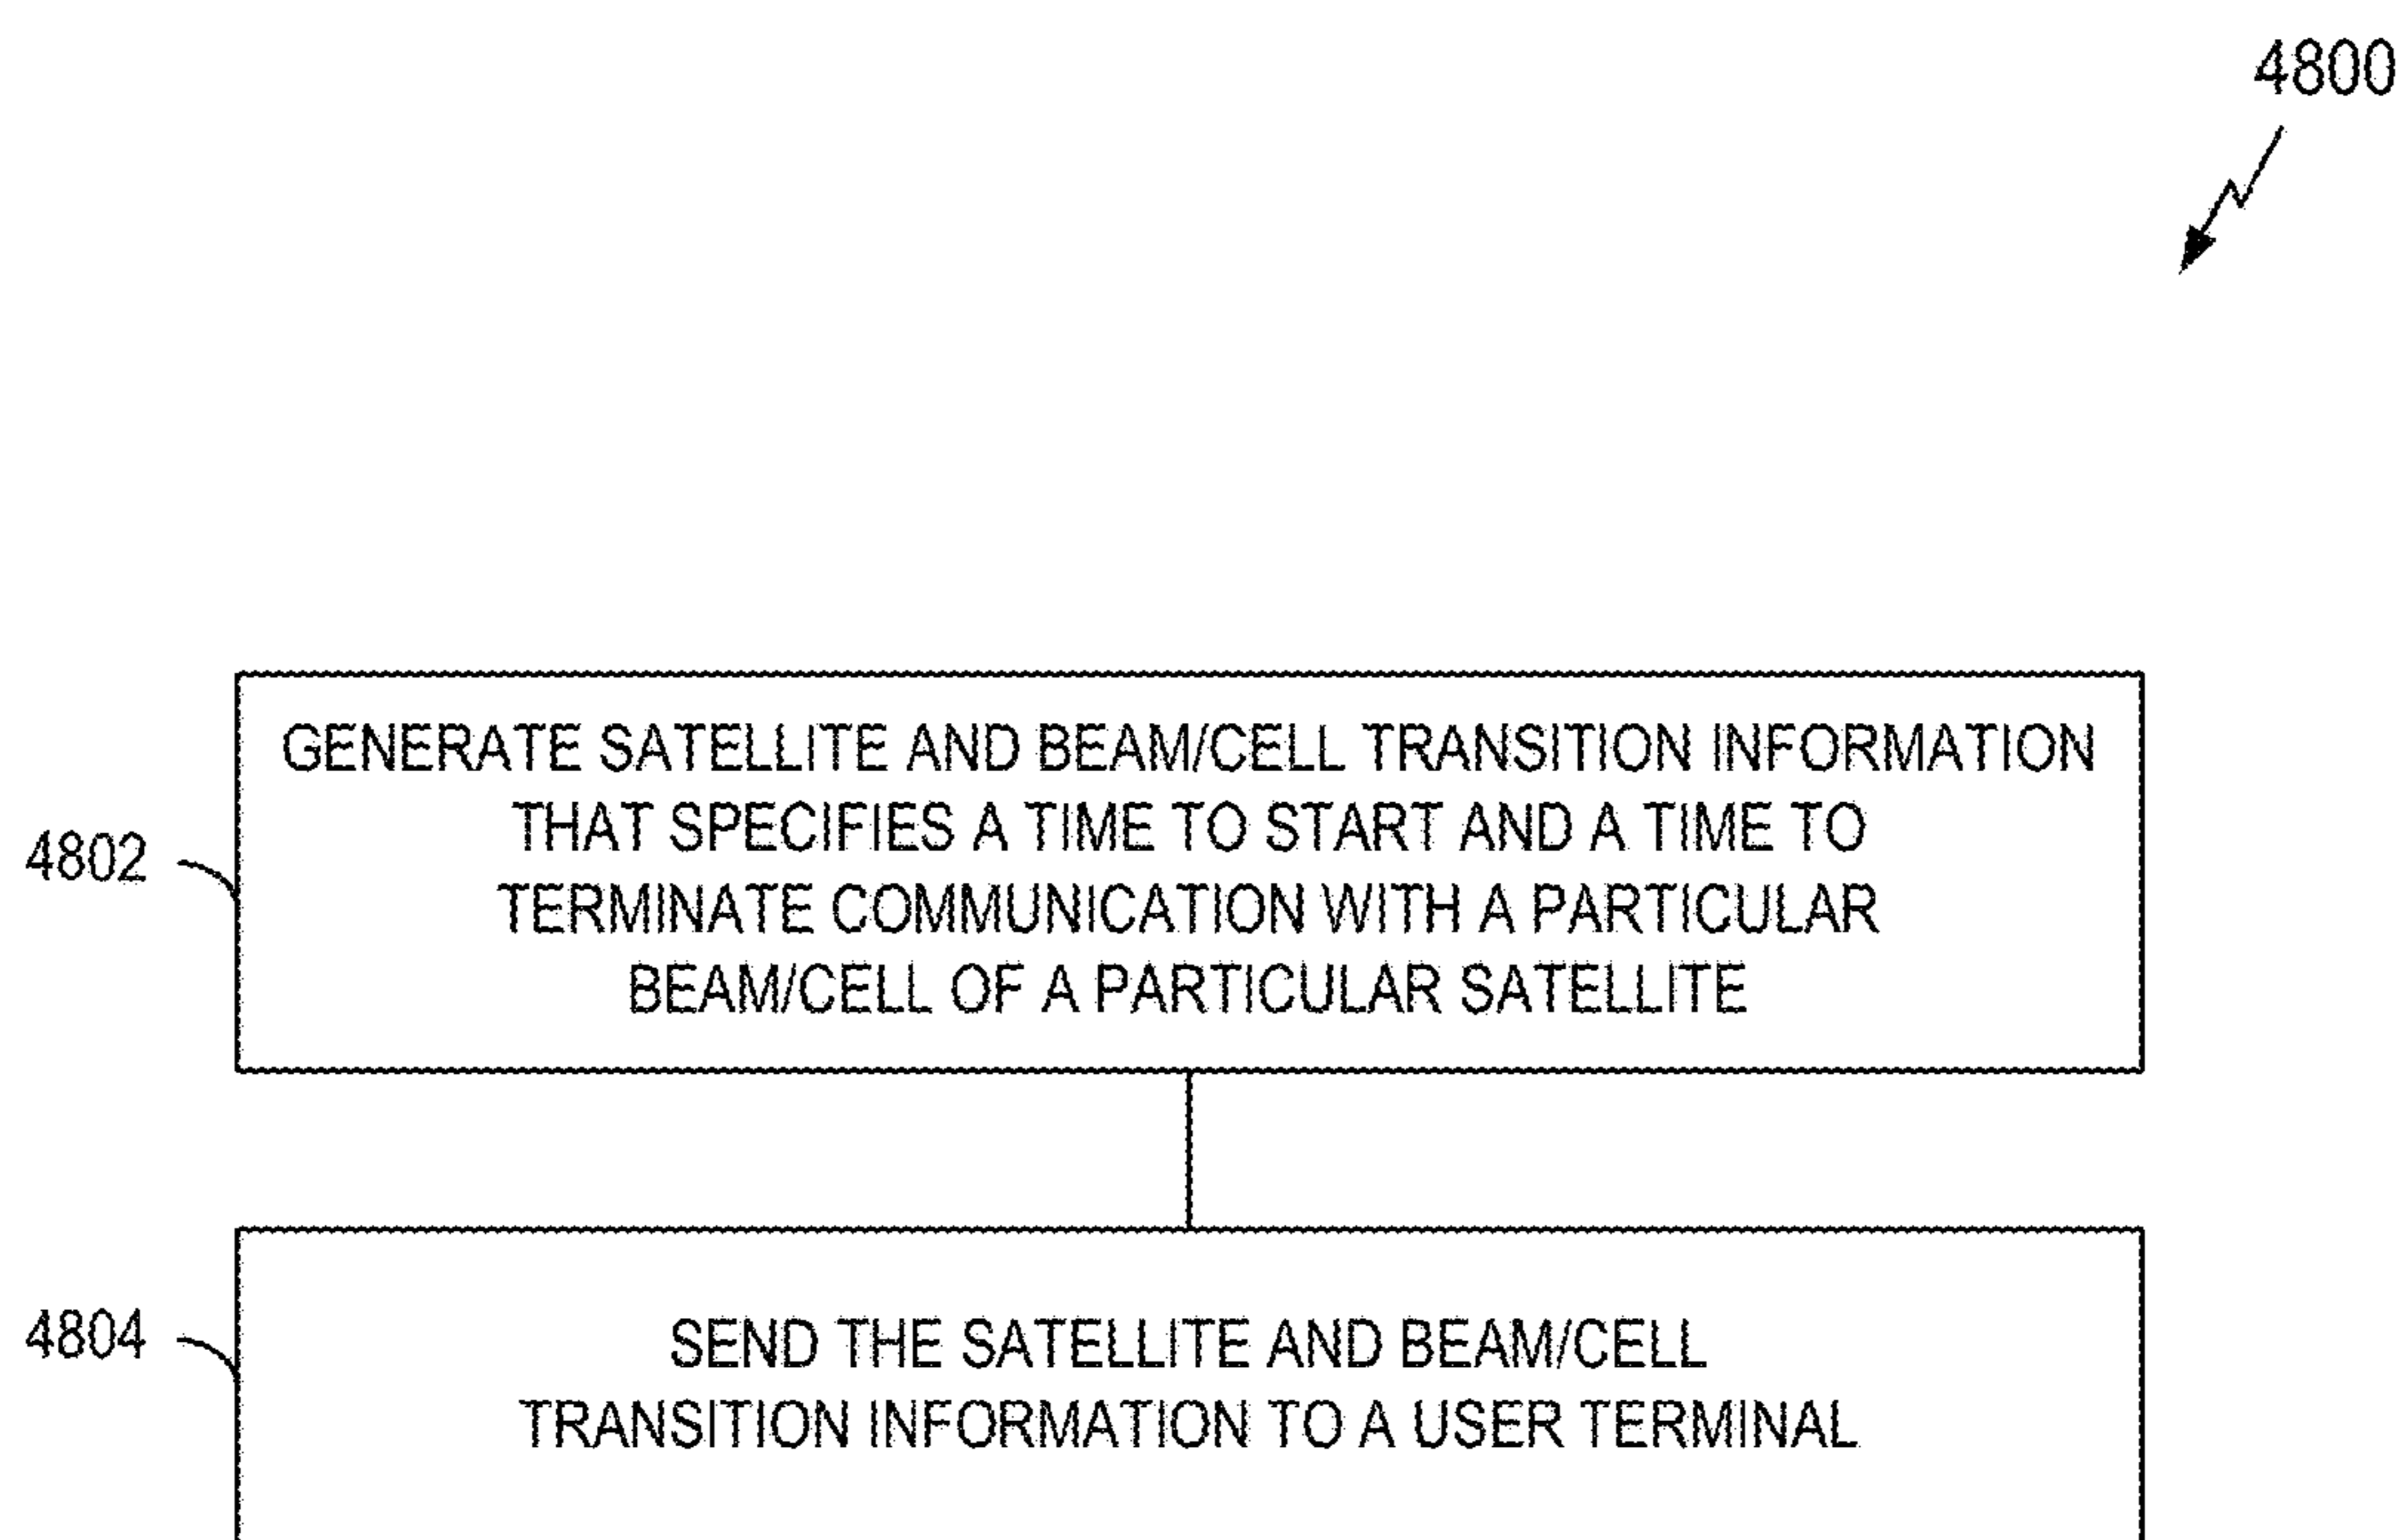 4800
GENERATE SATELLITE AND BEAM/CELL TRANSITION INFORMATION
THAT SPECIFIES A TIME TO START AND A TIME TO
4802
TERMINATE COMMUNICATION WITH A PARTICULAR
BEAM/CELL OF A PARTICULAR SATELLITE
4804
SEND THE SATELLITE AND BEAM/CELL
TRANSITION INFORMATION TO A USER TERMINAL